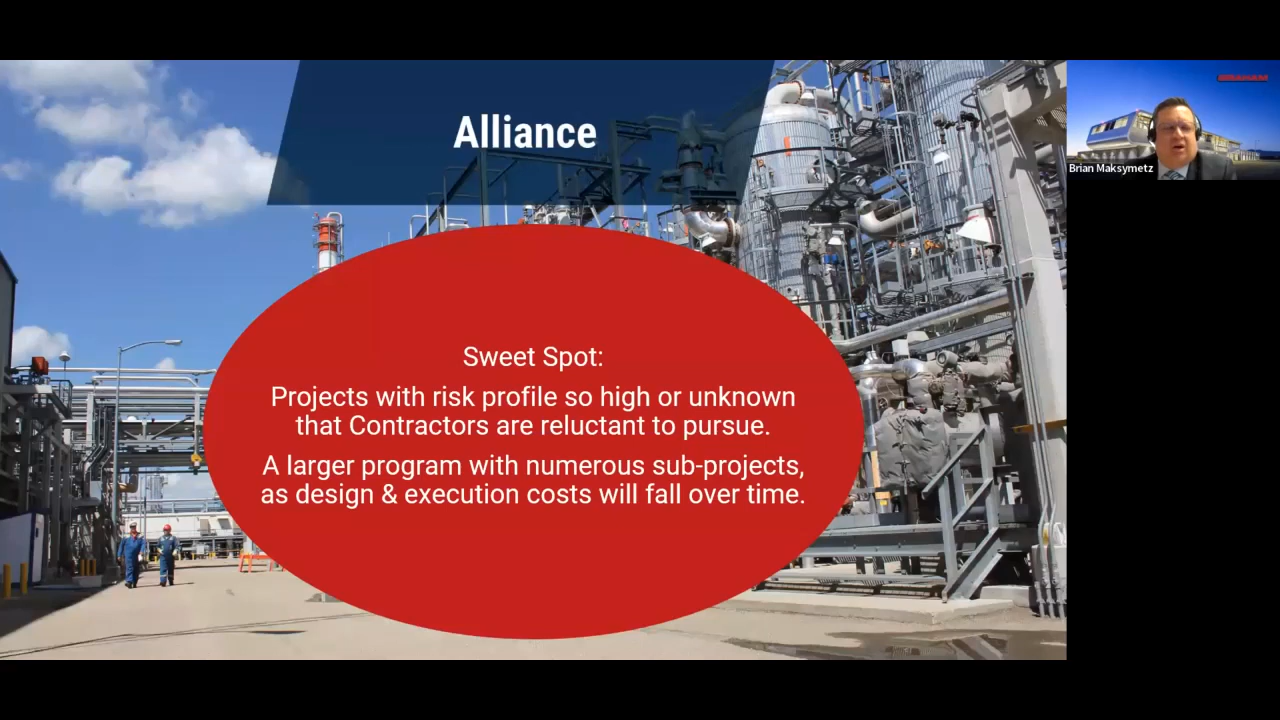 Alliance
Sweet Spot:
Projects with risk profile so high or unknown
that Contractors are reluctant to pursue.
A larger program with numerous sub-projects,
as design & execution costs will fall over time.
GRAHAM
Brian Maksymetz